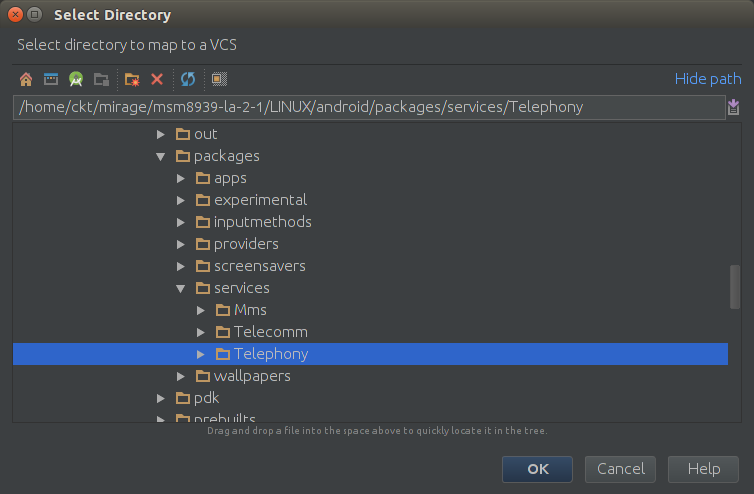 Select Directory
Select directory to map to a VCS
Hide path
/home/ckt/mirage/msm8939-la-2-1/LINUX/android/packages/services/Telephony
out
packages
apps
experimental
inputmethods
providers
screensavers
services
Mms
Telecomm
Telephony
wallpapers
pdk
prebuilts
Drag and drop a file into the space above to quickly locate it in the tree.
OK Cancel Help